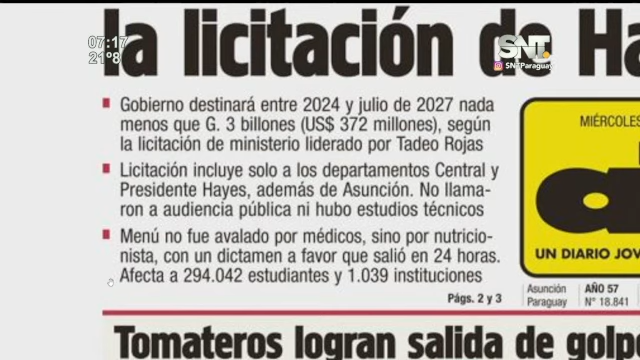 la licitación de Ha
07:17
21°8
SNT
SNTParaguay
Gobierno destinará entre 2024 y julio de 2027 nada
menos que G. 3 billones (US$ 372 millones), según
la licitación de ministerio liderado por Tadeo Rojas
Licitación incluye solo a los departamentos Central y
Presidente Hayes, además de Asunción. No llama-
ron a audiencia pública ni hubo estudios técnicos
Menú no fue avalado por médicos, sino por nutricio-
nista, con un dictamen a favor que salió en 24 horas.
Afecta a 294.042 estudiantes y 1.039 instituciones
Págs. 2 y 3
MIÉRCOLES
UN DIARIO JOV
Asunción
Paraguay
AÑO 57
N° 18.841
Tomateros logran salida de golp